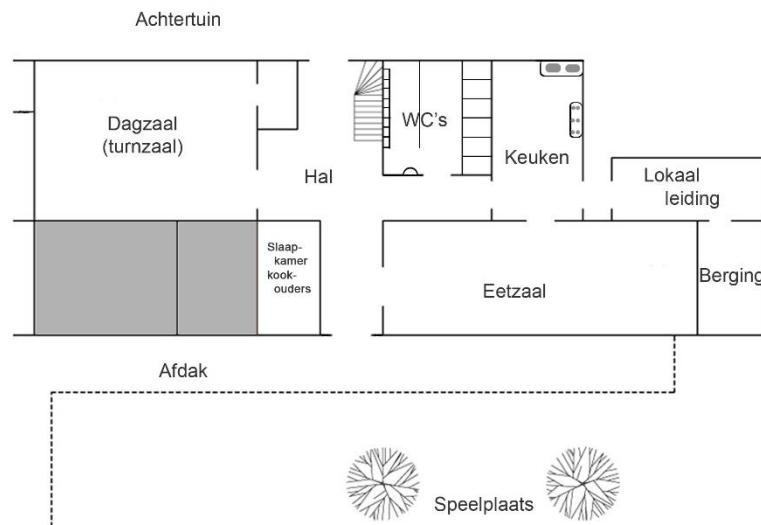 Achtertuin
Dagzaal
(turnzaal)
WC's
Keuken
Hal
Lokaal
leiding
Slaap-
kamer
kook-
ouders
Eetzaal
Berging
Afdak
Speelplaats